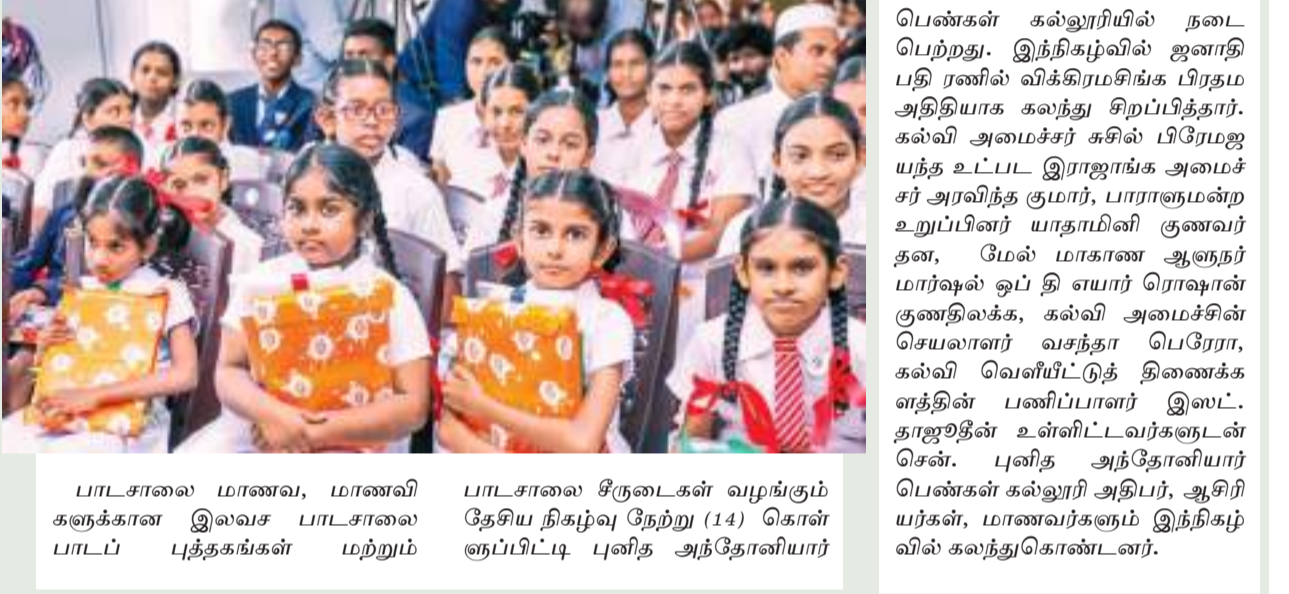 பாடசாலை மாணவ, மாணவி
களுக்கான இலவச பாடசாலை
பாடப் புத்தகங்கள் மற்றும்
பாடசாலை சீருடைகள் வழங்கும்
தேசிய நிகழ்வு நேற்று (14) கொள்
ளுப்பிட்டி புனித அந்தோனியார்
பெண்கள் கல்லூரியில் நடை
பெற்றது. இந்நிகழ்வில் ஜனாதி
பதி ரணில் விக்கிரமசிங்க பிரதம
அதிதியாக கலந்து சிறப்பித்தார்.
கல்வி அமைச்சர் சுசில் பிரேமஜ
யந்த உட்பட இராஜாங்க அமைச்
சர் அரவிந்த குமார், பாராளுமன்ற
உறுப்பினர் யாதாமினி குணவர்
தன, மேல் மாகாண ஆளுநர்
மார்ஷல் ஒப் தி எயார் ரொஷான்
குணதிலக்க, கல்வி அமைச்சின்
செயலாளர் வசந்தா பெரேரா,
கல்வி வெளியீட்டுத் திணைக்க
ளத்தின் பணிப்பாளர் இஸட்.
தாஜூதீன் உள்ளிட்டவர்களுடன்
சென். புனித அந்தோனியார்
பெண்கள் கல்லூரி அதிபர், ஆசிரி
யர்கள், மாணவர்களும் இந்நிகழ்
வில் கலந்துகொண்டனர்.